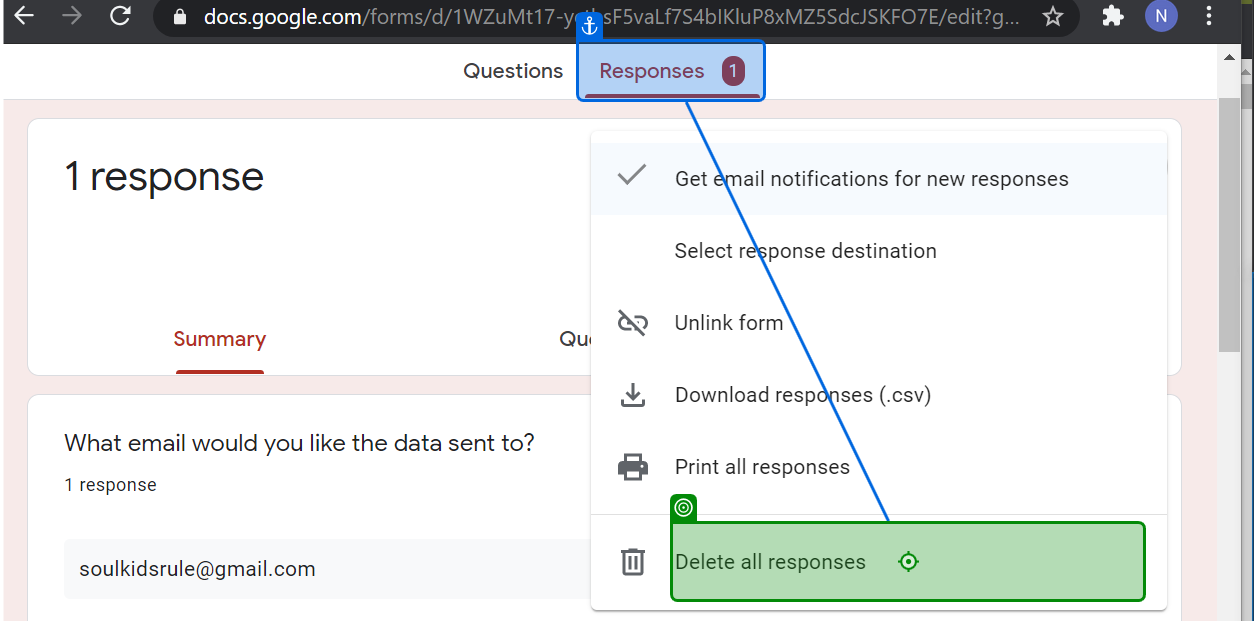 docs.google.com/forms/d/1WZuMt17-y
sF5vaLf7S4bIKluP8xMZ5SdcJSKFO7E/edit?g...
N
Questions
Responses 1
1 response
Get email notifications for new responses
Select response destination
Unlink form
Summary
Qu
Download responses (.csv)
What email would you like the data sent to?
Print all responses
1 response
Delete all responses
soulkidsrule@gmail.com